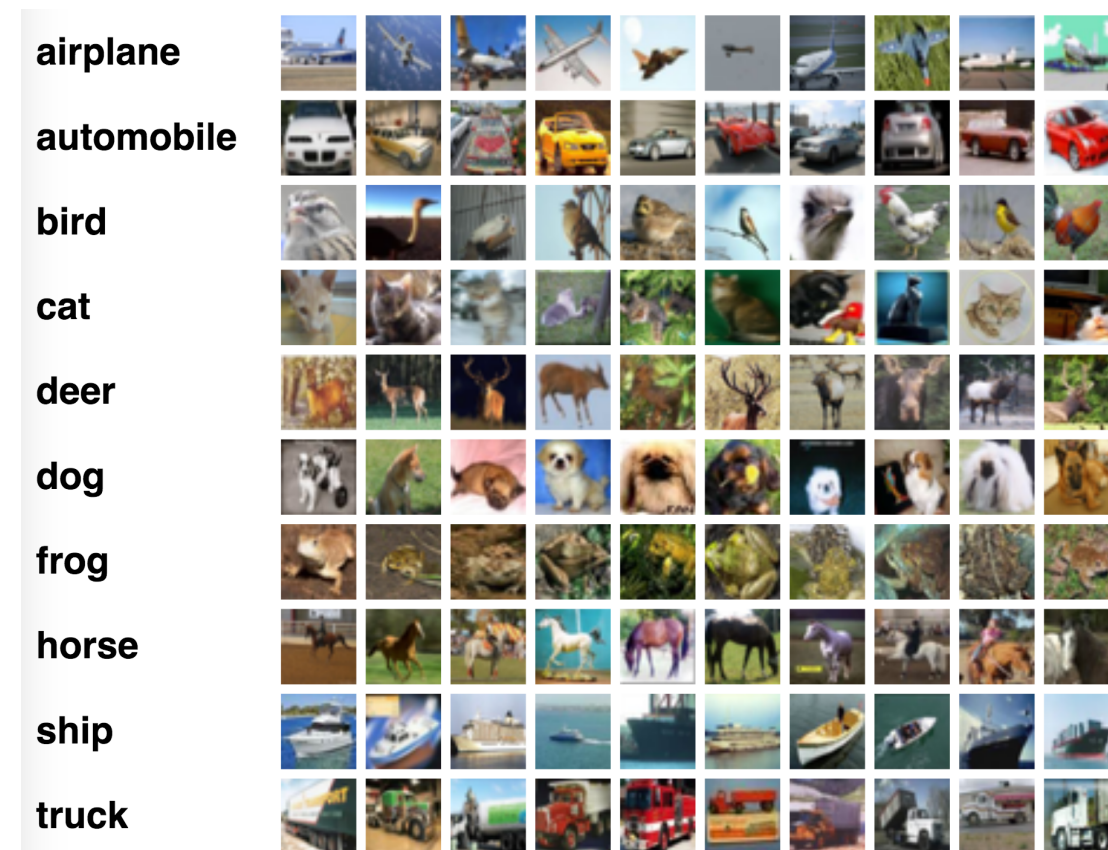 airplane
automobile
bird
cat
deer
dog
frog
horse
ship
truck